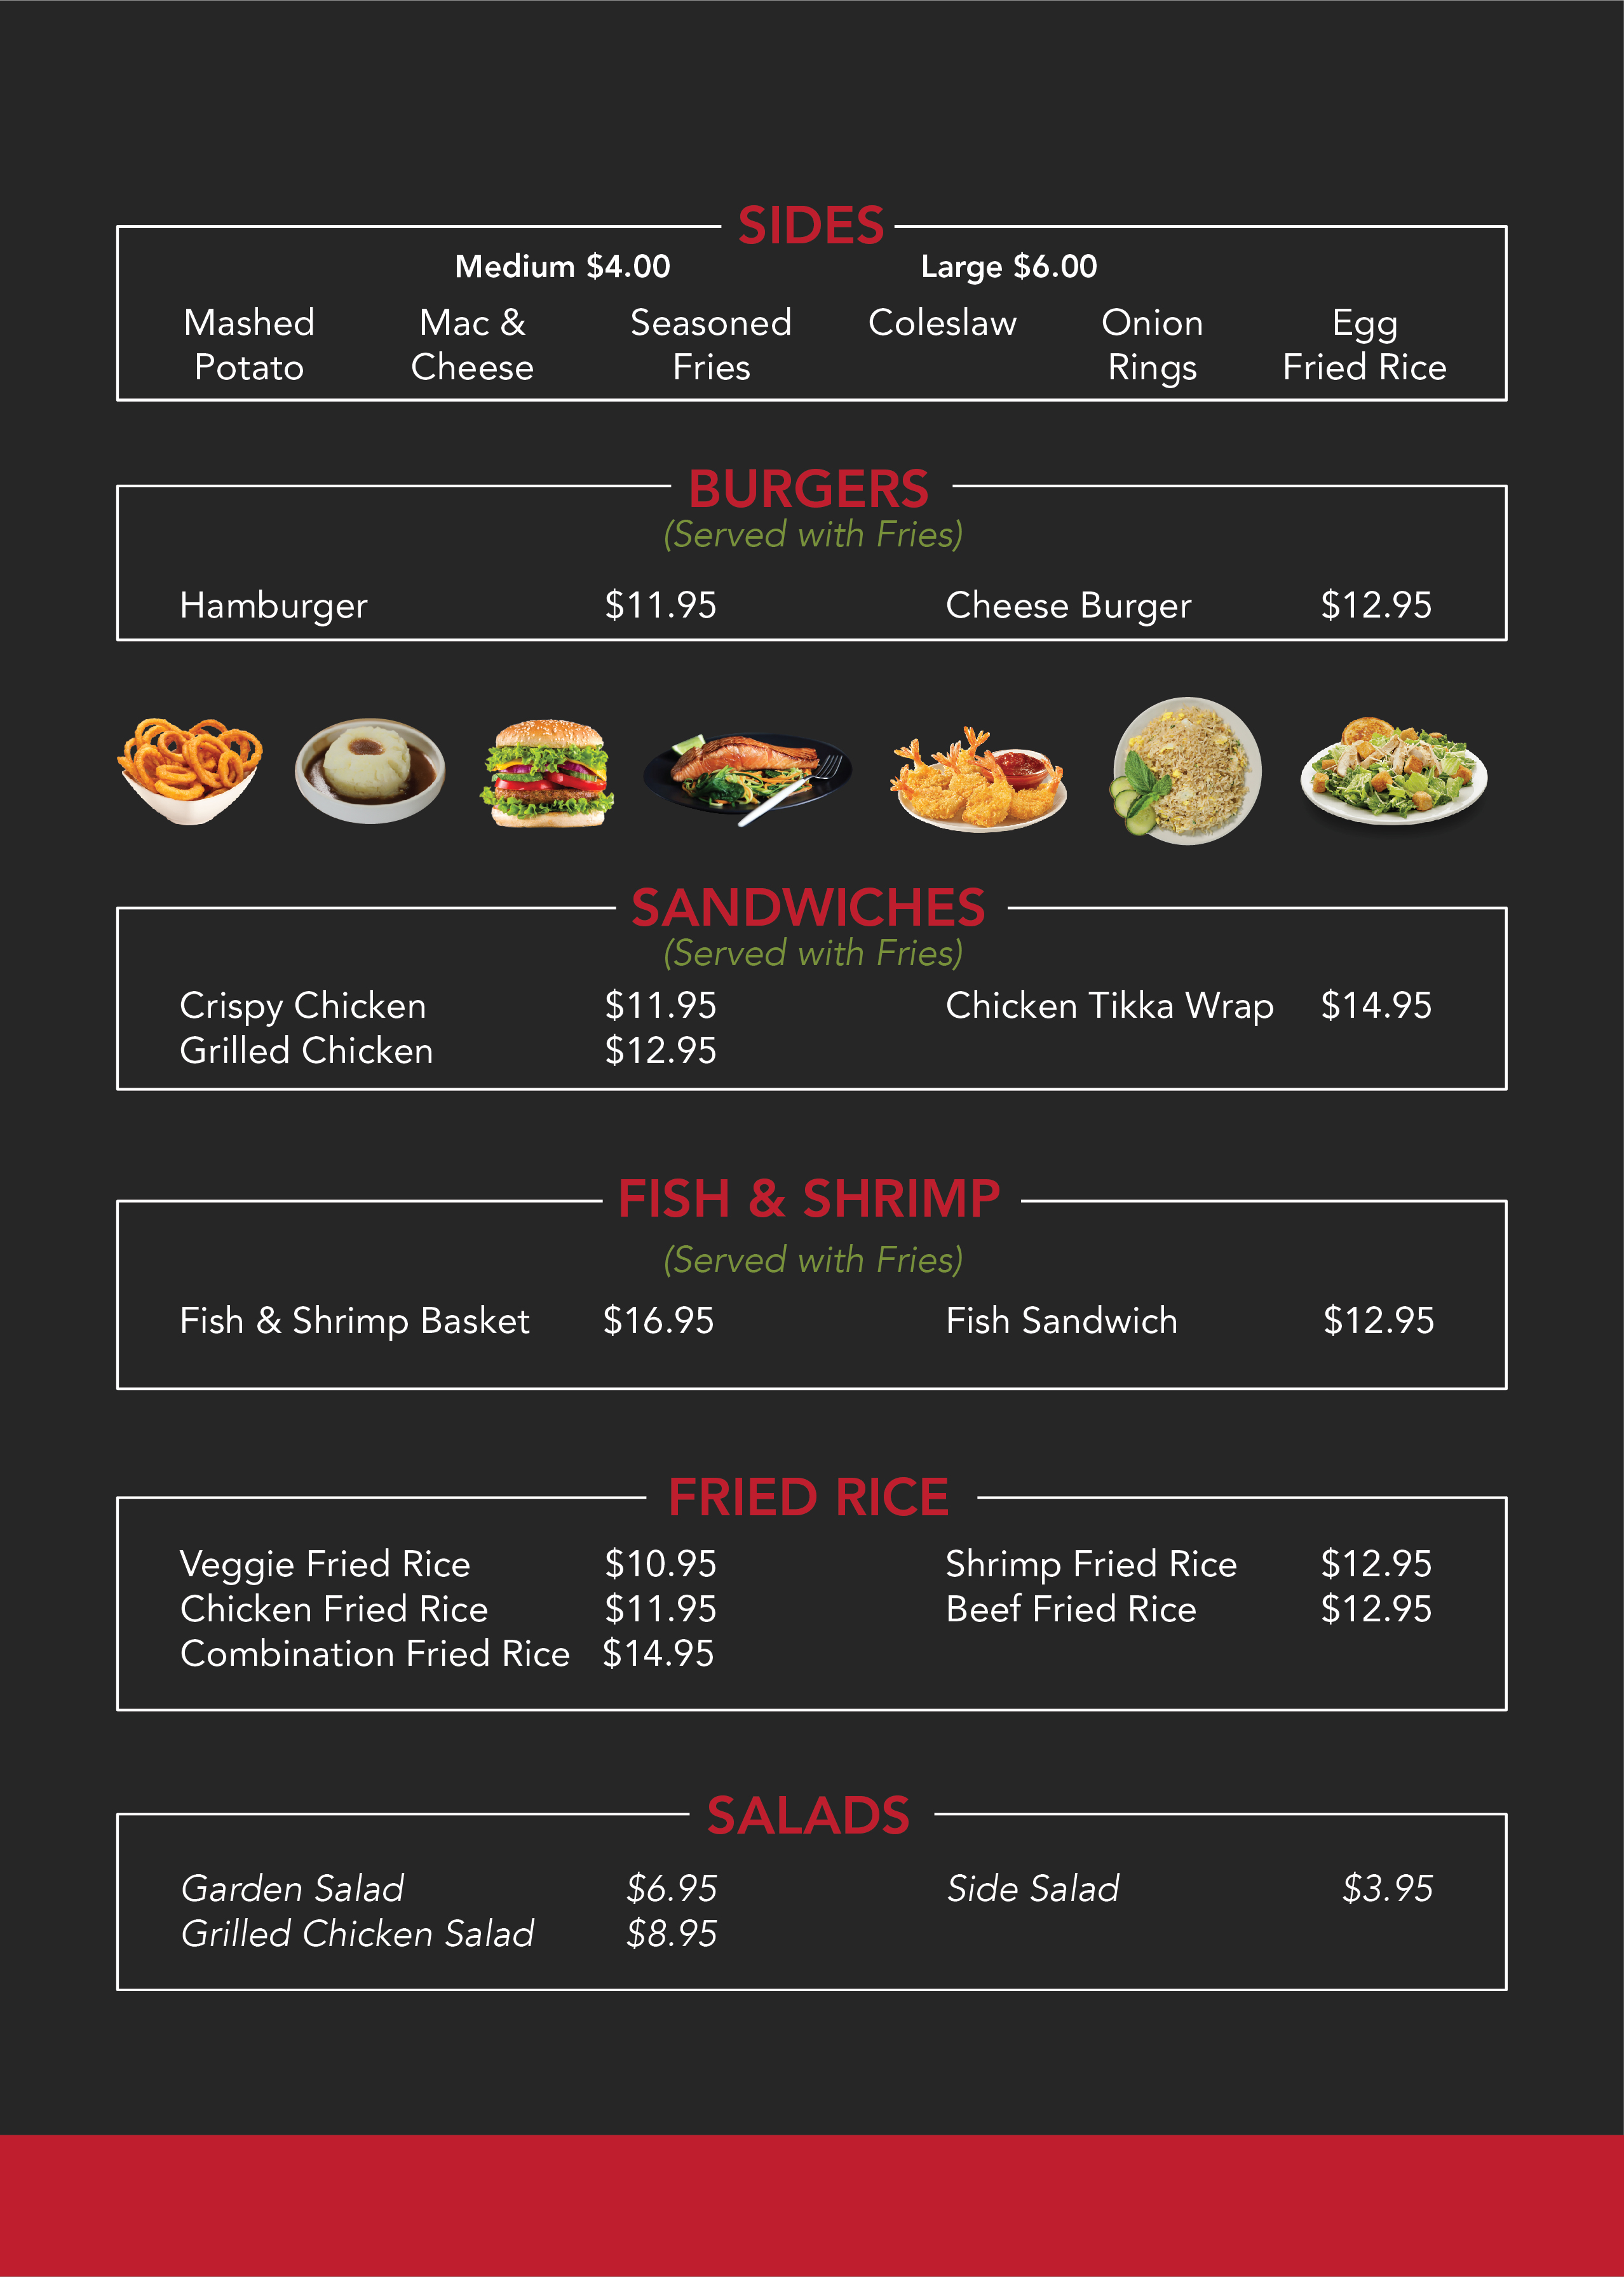 SIDES
Medium $4.00 Large $6.00
Mashed Potato
Mac & Cheese
Seasoned Fries
Coleslaw
Onion Rings
Egg Fried Rice
BURGERS
(Served with Fries)
Hamburger $11.95 Cheese Burger $12.95
SANDWICHES
(Served with Fries)
Crispy Chicken $11.95 Chicken Tikka Wrap $14.95
Grilled Chicken $12.95
FISH & SHRIMP
(Served with Fries)
Fish & Shrimp Basket $16.95 Fish Sandwich $12.95
FRIED RICE
Veggie Fried Rice $10.95 Shrimp Fried Rice $12.95
Chicken Fried Rice $11.95 Beef Fried Rice $12.95
Combination Fried Rice $14.95
SALADS
Garden Salad $6.95 Side Salad $3.95
Grilled Chicken Salad $8.95